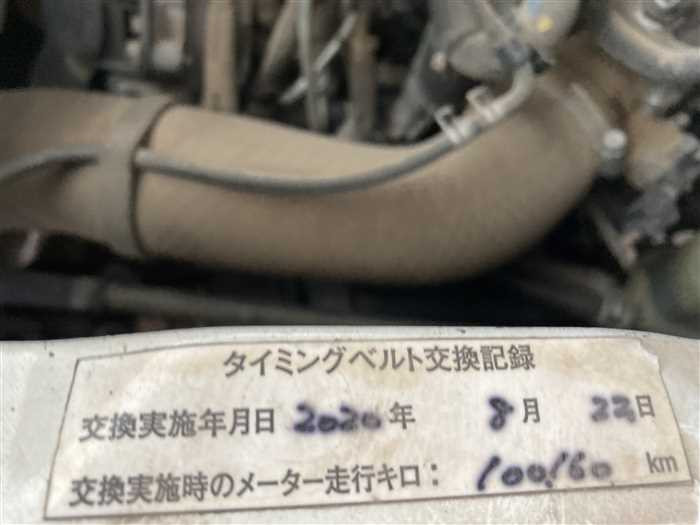 タイミングベルト交換記録
交換実施年月日 2020年 8月 22日
交換実施時のメーター走行キロ： 100,160 km